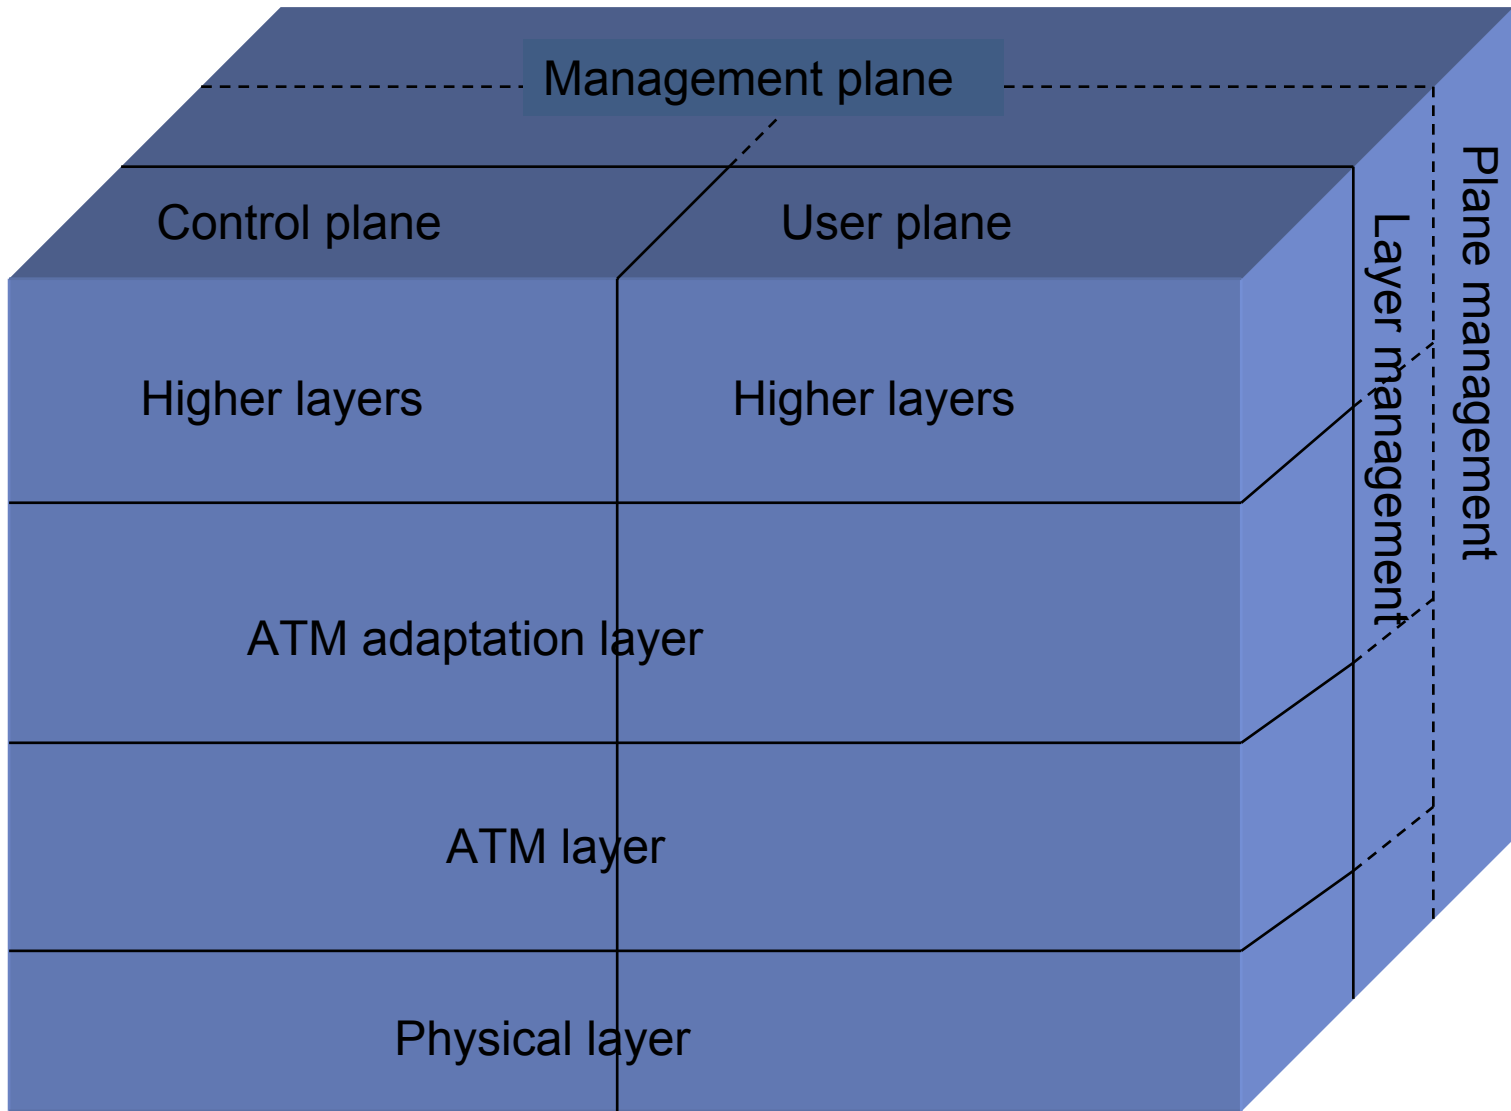 Management plane
Control plane
User plane
Higher layers
Higher layers
Layer management
Plane management
ATM adaptation layer
ATM layer
Physical layer